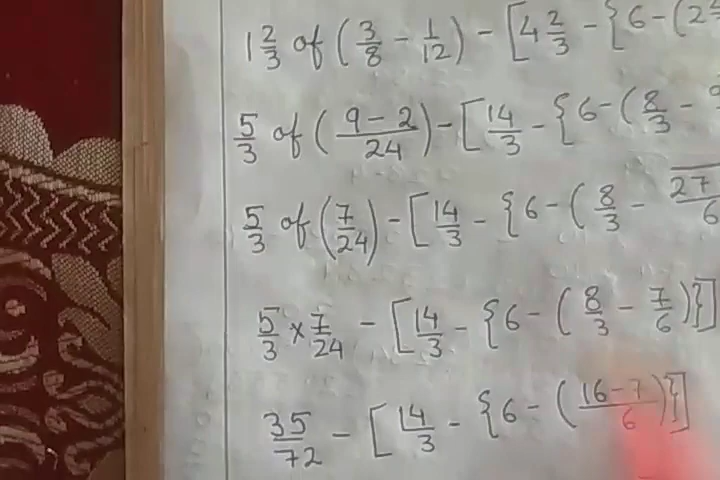 1 2/3 of (3/8 - 1/12) - [4 2/3 - {6 - (2
5/3 of ((9 - 2)/24) - [14/3 - {6 - (8/3 -
5/3 of (7/24) - [14/3 - {6 - (8/3 - 27/6
5/3 × 7/24 - [14/3 - {6 - (8/3 - 7/6)}]
35/72 - [14/3 - {6 - ((16 - 7)/6)}]